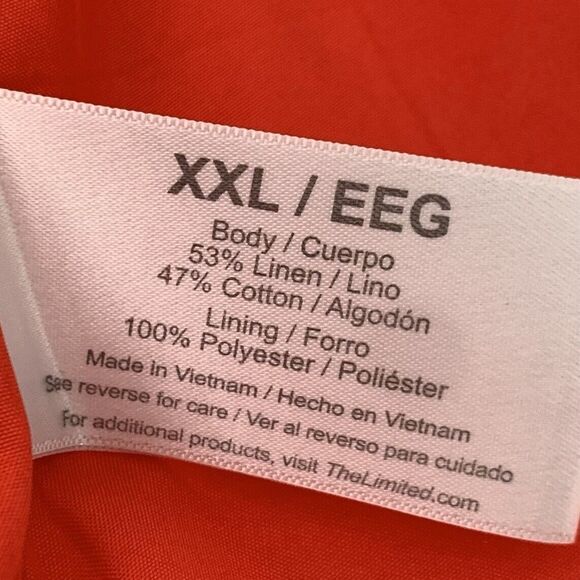 XXL / EEG
Body / Cuerpo
53% Linen / Lino
47% Cotton / Algodón
Lining / Forro
100% Polyester / Poliéster
Made in Vietnam / Hecho en Vietnam
See reverse for care / Ver al reverso para cuidado
For additional products, visit TheLimited.com